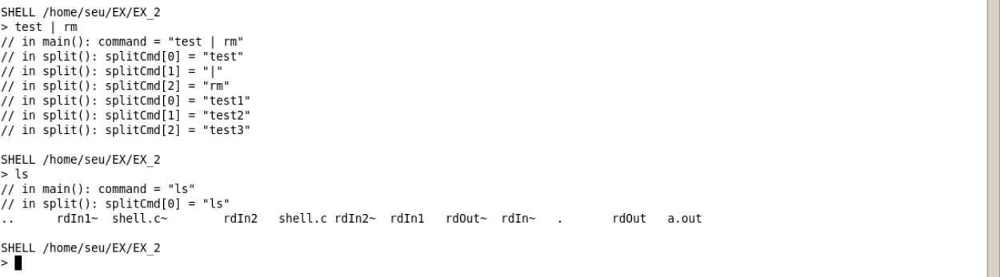 SHELL /home/seu/EX/EX_2
> test | rm
// in main(): command = "test | rm"
// in split(): splitCmd[0] = "test"
// in split(): splitCmd[1] = "|"
// in split(): splitCmd[2] = "rm"
// in split(): splitCmd[0] = "test1"
// in split(): splitCmd[1] = "test2"
// in split(): splitCmd[2] = "test3"
SHELL /home/seu/EX/EX_2
> ls
// in main(): command = "ls"
// in split(): splitCmd[0] = "ls"
..      rdIn1~  shell.c~        rdIn2   shell.c rdIn2~  rdIn1   rdOut~  rdIn~   .       rdOut   a.out
SHELL /home/seu/EX/EX_2
>